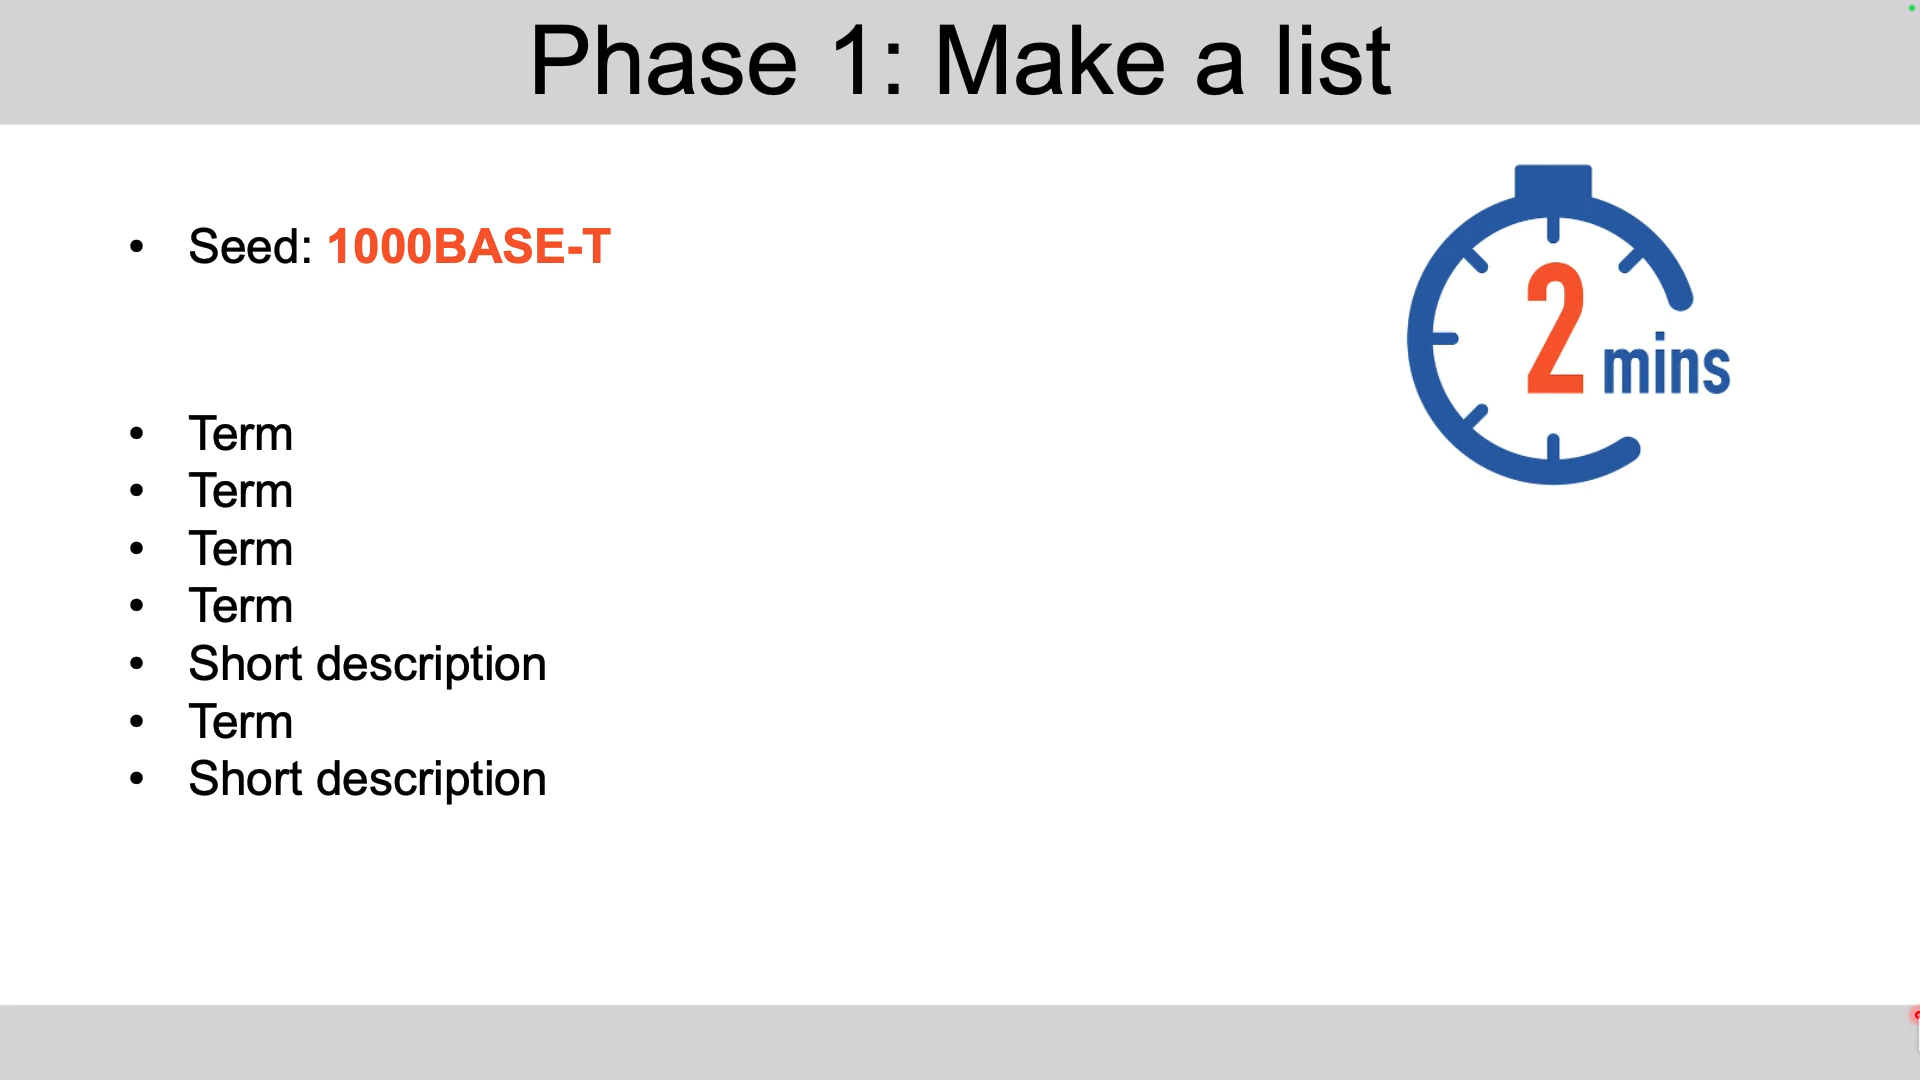 Phase 1: Make a list
• Seed: 1000BASE-T
2 mins
• Term
• Term
• Term
• Term
• Short description
• Term
• Short description